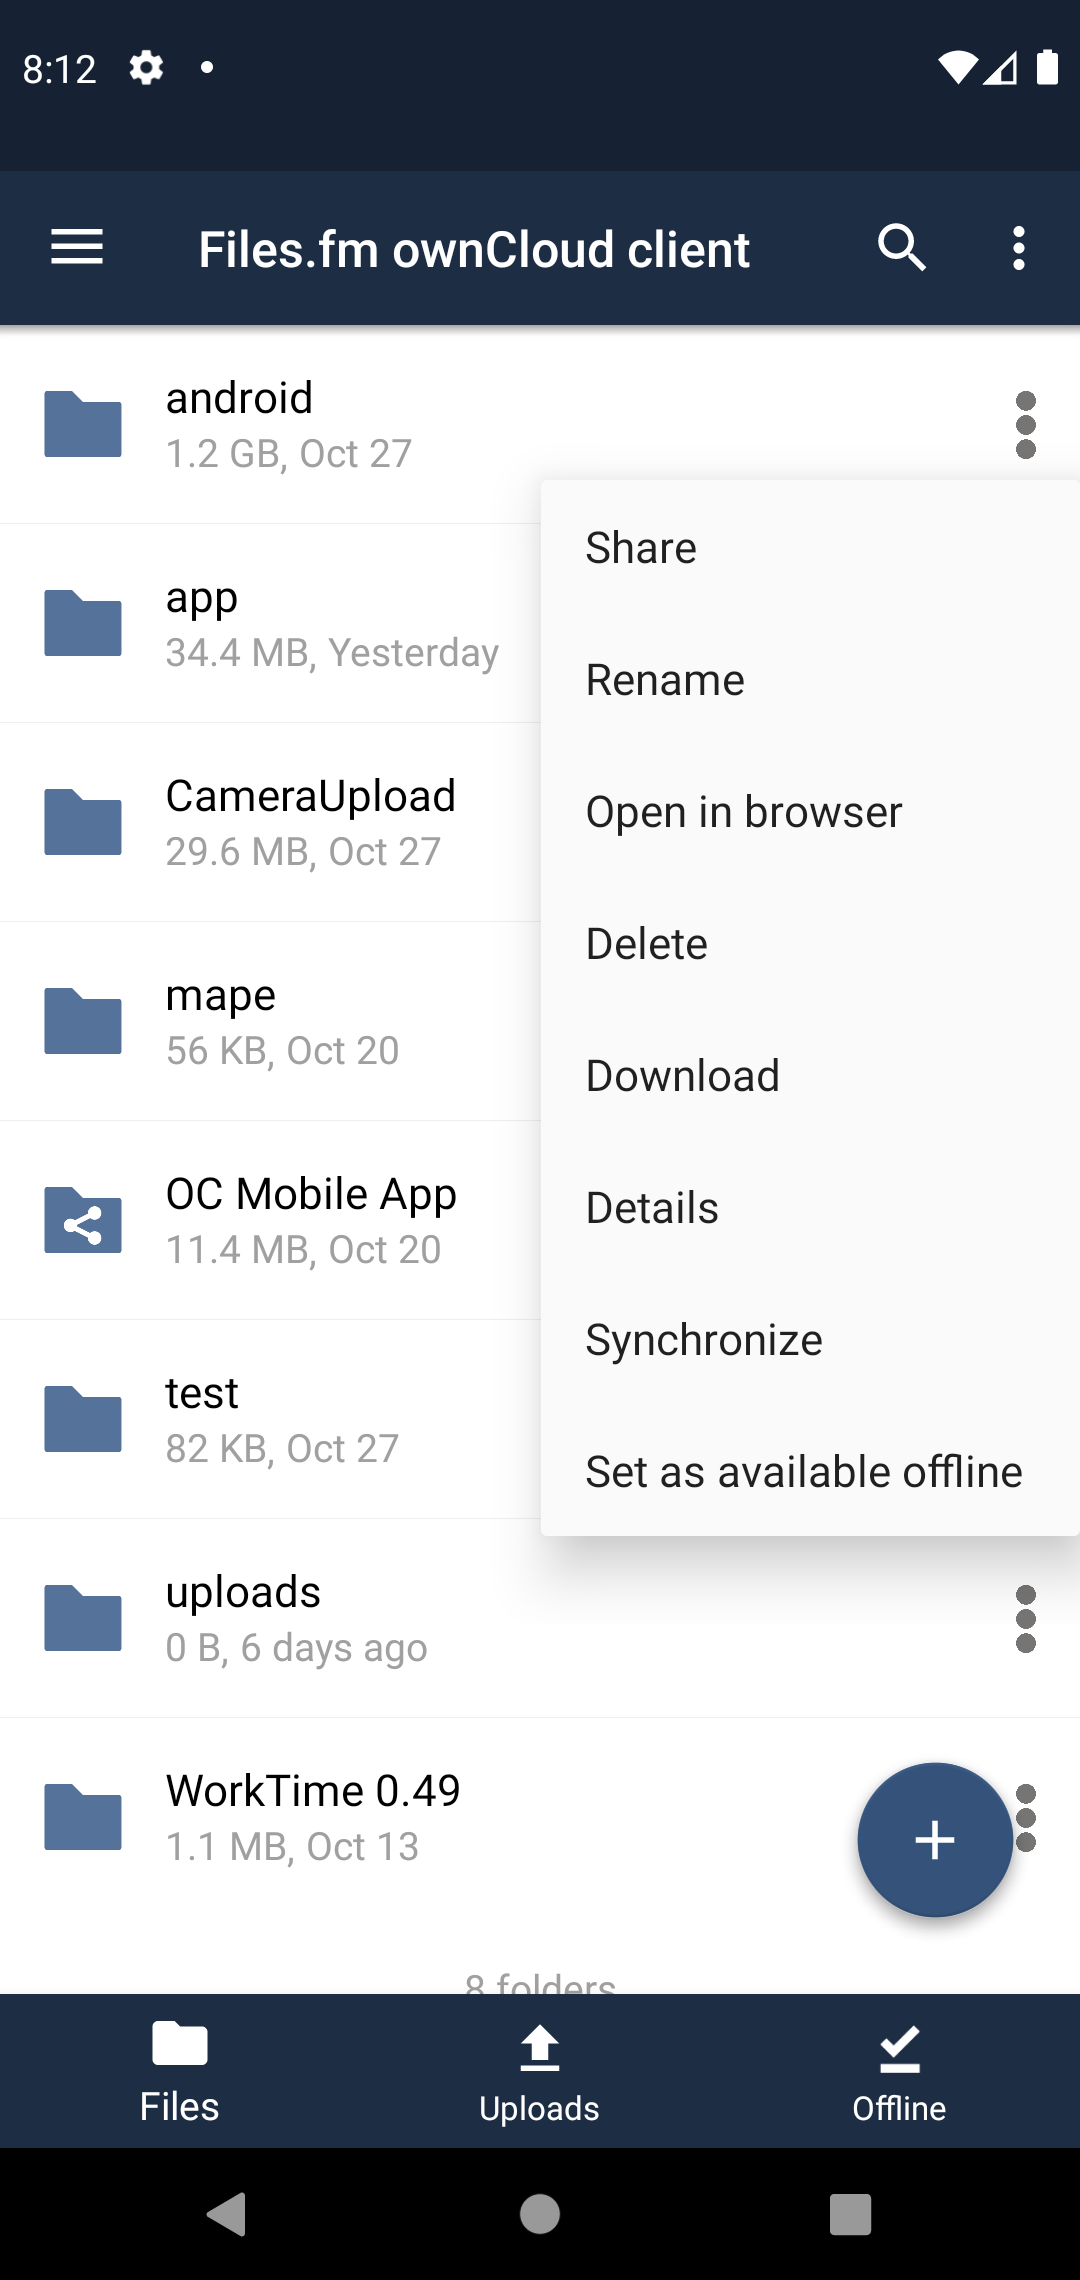 8:12
Files.fm ownCloud client
android
1.2 GB, Oct 27
Share
app
34.4 MB, Yesterday
Rename
Open in browser
CameraUpload
29.6 MB, Oct 27
Delete
mape
56 KB, Oct 20
Download
OC Mobile App
11.4 MB, Oct 20
Details
Synchronize
test
82 KB, Oct 27
Set as available offline
uploads
0 B, 6 days ago
WorkTime 0.49
1.1 MB, Oct 13
8 folders
Files
Uploads
Offline